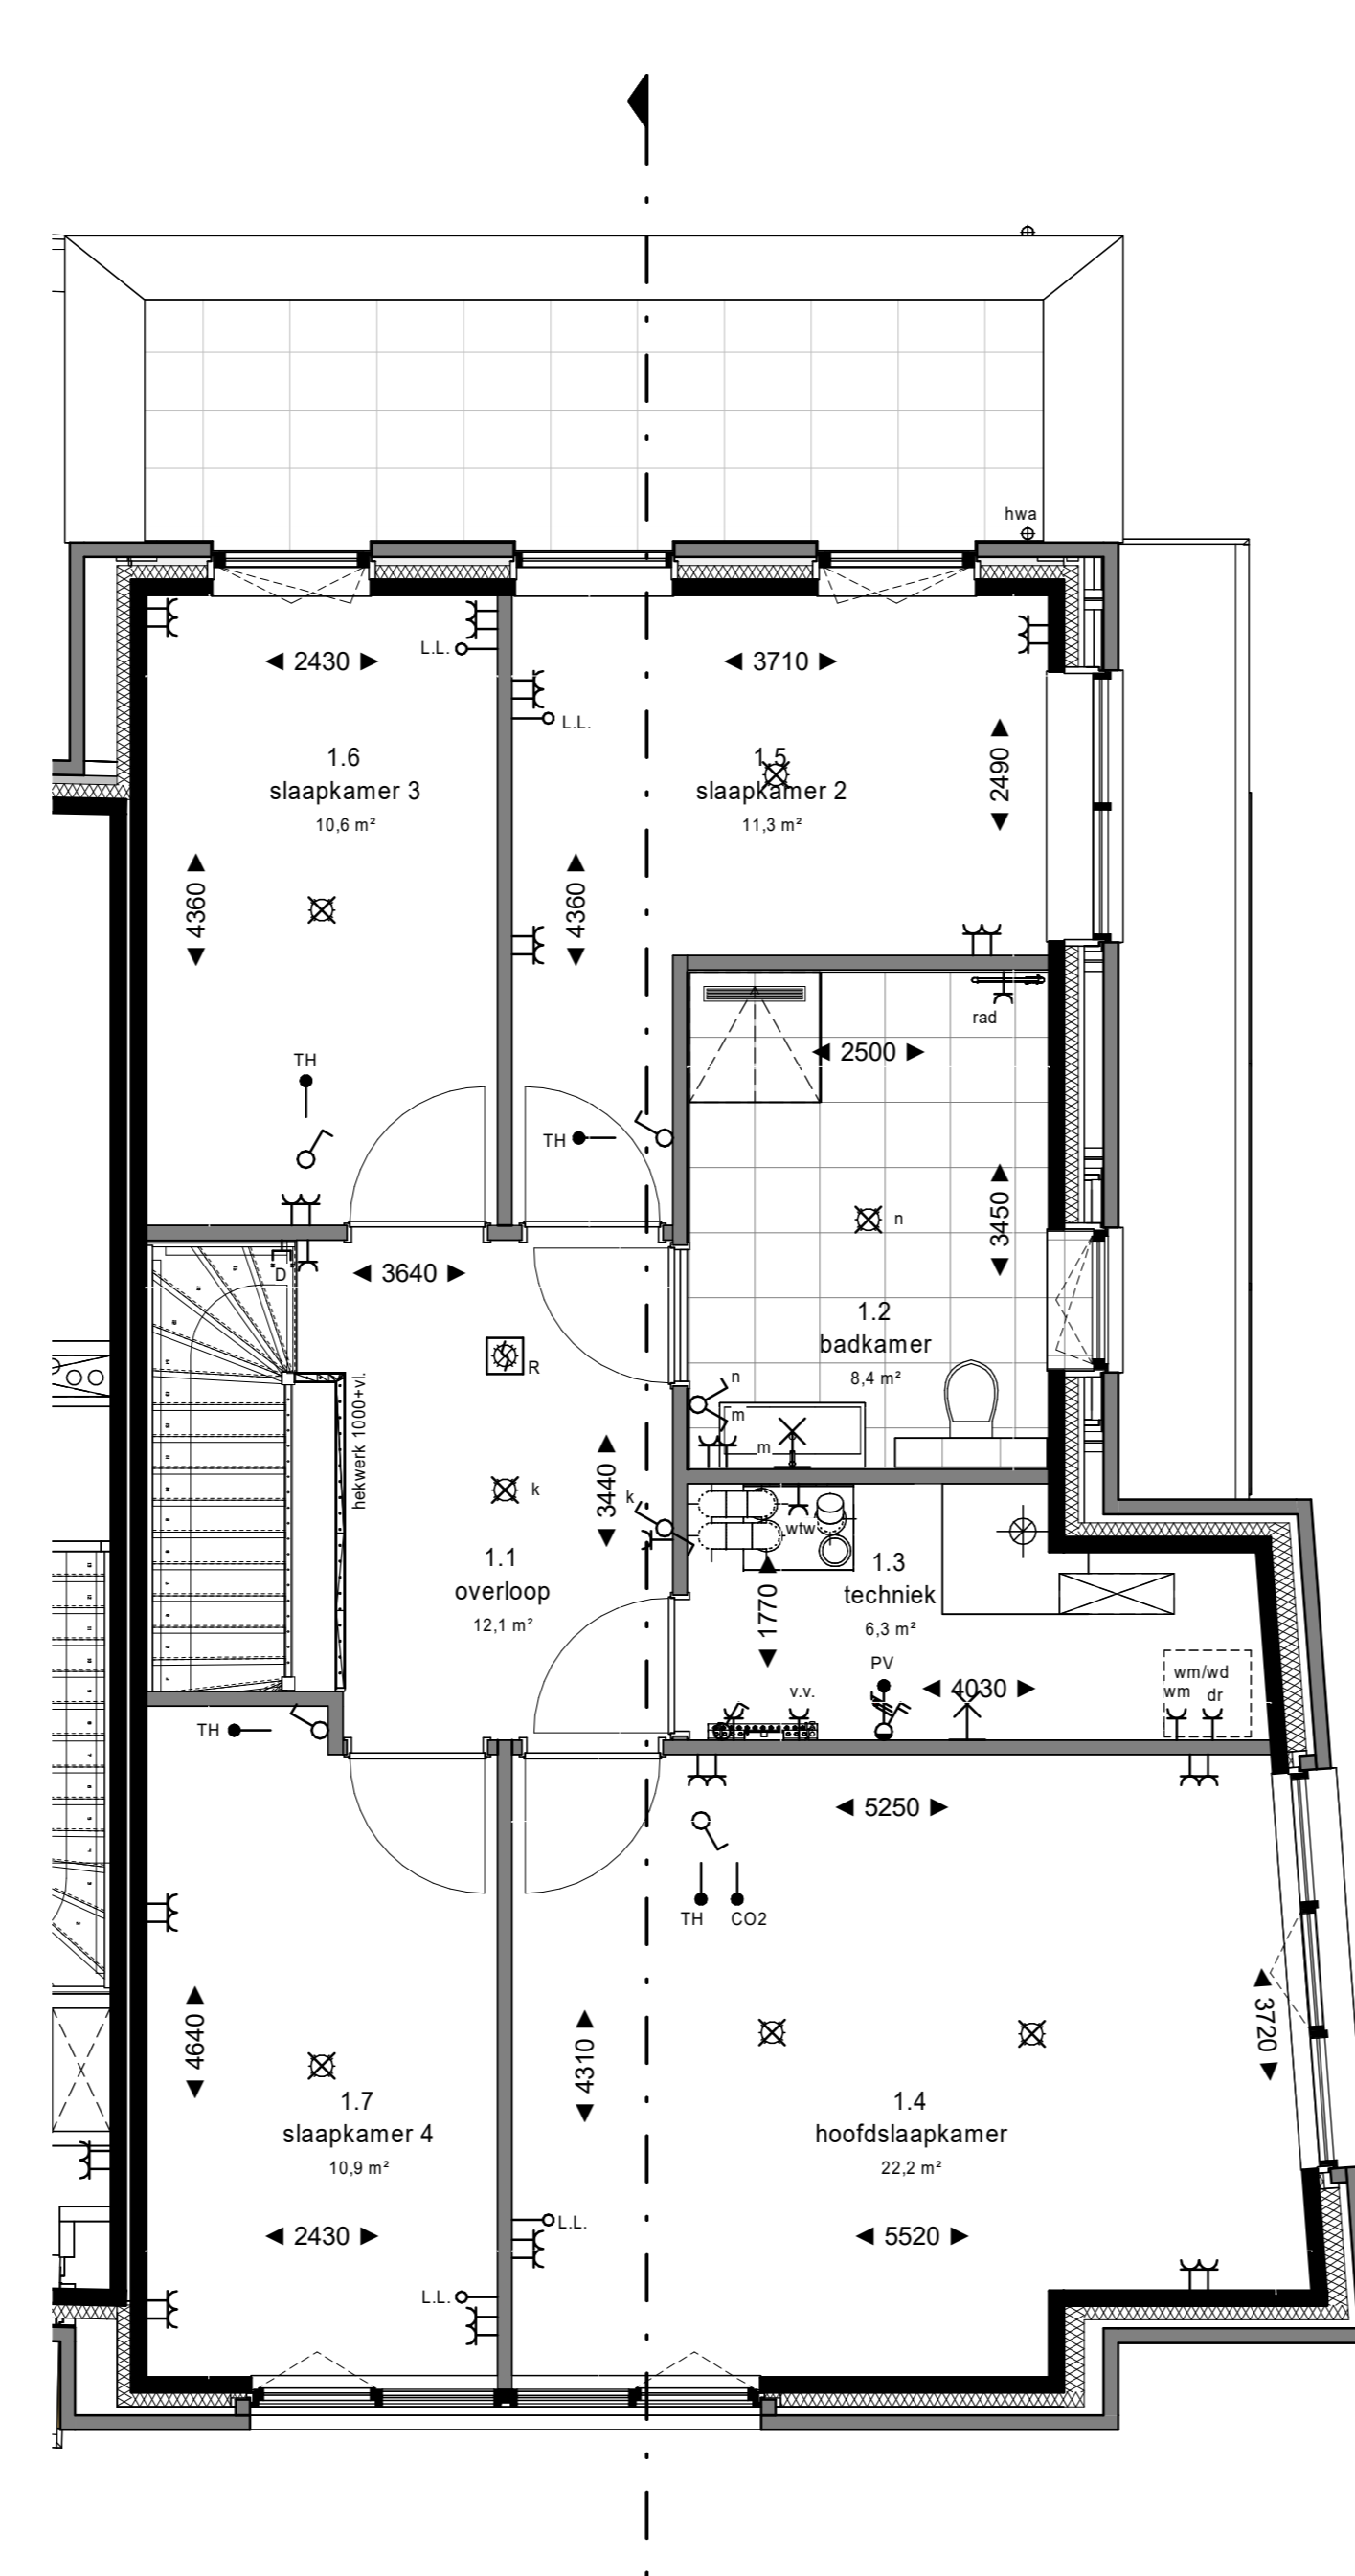 hwa
2430
L.L.
3710
L.L.
1.6
slaapkamer 3
10,6 m²
1.5
slaapkamer 2
11,3 m²
2490
4360
4360
rad
2500
TH
TH
n
3450
D
3640
1.2
badkamer
8,4 m²
R
hekwerk 1000+vl.
n
m
m
3440
k
k
wtw
1.1
overloop
12,1 m²
1770
1.3
techniek
6,3 m²
PV
v.v.
4030
wm/wd
wm
dr
TH
5250
TH
CO2
3720
4640
4310
1.7
slaapkamer 4
10,9 m²
1.4
hoofdslaapkamer
22,2 m²
L.L.
2430
5520
L.L.